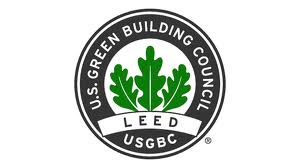 U.S. GREEN BUILDING COUNCIL
LEED
USGBC
®